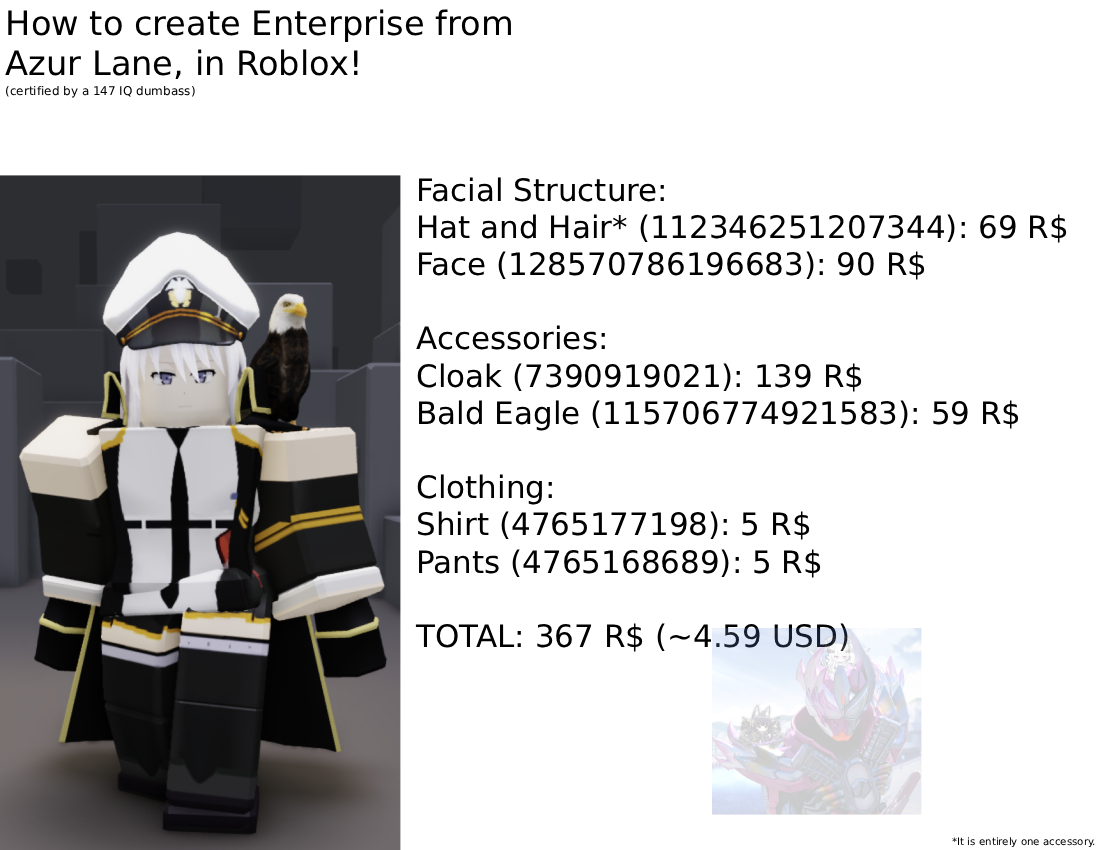 How to create Enterprise from
Azur Lane, in Roblox!
(certified by a 147 IQ dumbass)
Facial Structure:
Hat and Hair* (112346251207344): 69 R$
Face (128570786196683): 90 R$
Accessories:
Cloak (7390919021): 139 R$
Bald Eagle (115706774921583): 59 R$
Clothing:
Shirt (4765177198): 5 R$
Pants (4765168689): 5 R$
TOTAL: 367 R$ (~4.59 USD)
*It is entirely one accessory.